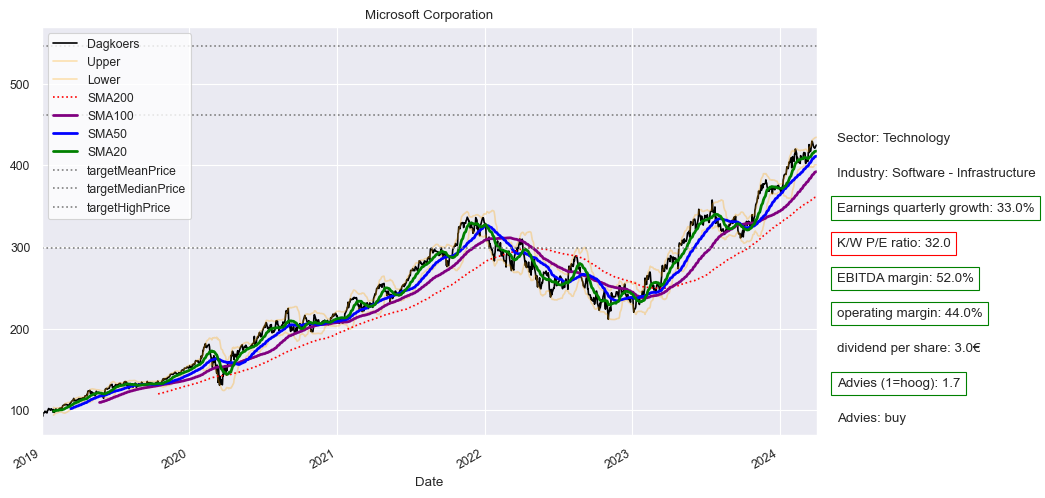 Microsoft Corporation
Dagkoers
Upper
Lower
SMA200
SMA100
SMA50
SMA20
targetMeanPrice
targetMedianPrice
targetHighPrice
500
400
300
200
100
2019
2020
2021
2022
2023
2024
Date
Sector: Technology
Industry: Software - Infrastructure
Earnings quarterly growth: 33.0%
K/W P/E ratio: 32.0
EBITDA margin: 52.0%
operating margin: 44.0%
dividend per share: 3.0€
Advies (1=hoog): 1.7
Advies: buy